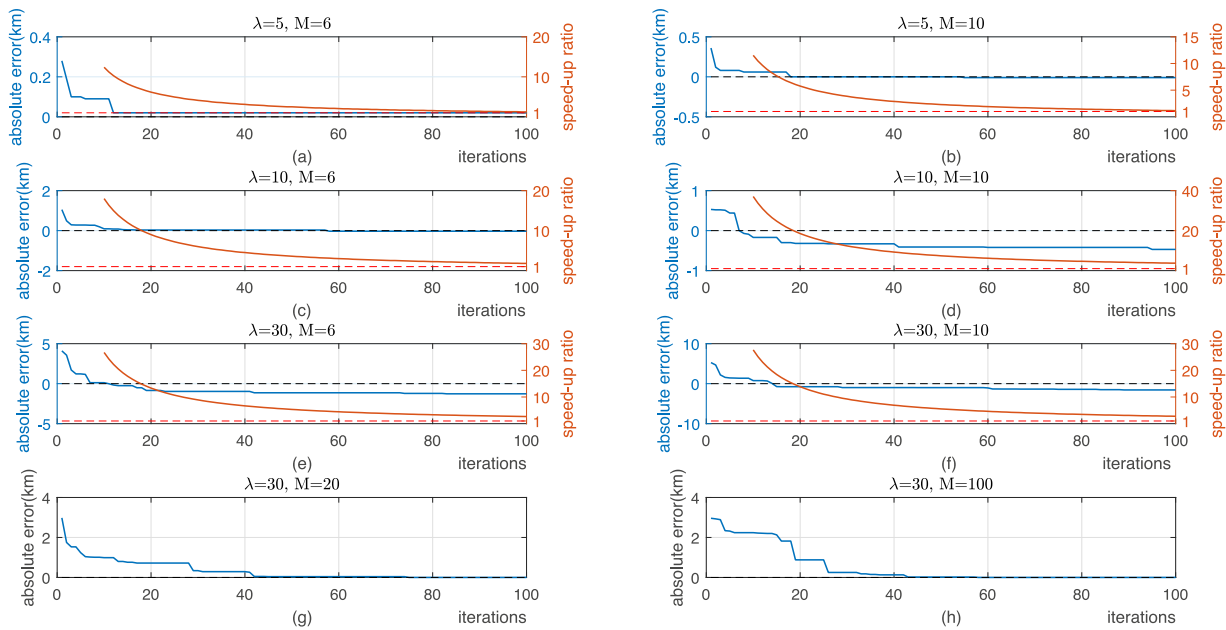 λ=5, M=6
absolute error(km)
0.4
0.2
0
20
10
1
speed-up ratio
0 20 40 60 80 100
(a) iterations
λ=5, M=10
absolute error(km)
0.5
0
-0.5
15
10
5
1
speed-up ratio
0 20 40 60 80 100
(b) iterations
λ=10, M=6
absolute error(km)
2
0
-2
20
10
1
speed-up ratio
0 20 40 60 80 100
(c) iterations
λ=10, M=10
absolute error(km)
1
0
-1
40
20
1
speed-up ratio
0 20 40 60 80 100
(d) iterations
λ=30, M=6
absolute error(km)
5
0
-5
30
20
10
1
speed-up ratio
0 20 40 60 80 100
(e) iterations
λ=30, M=10
absolute error(km)
10
0
-10
30
20
10
1
speed-up ratio
0 20 40 60 80 100
(f) iterations
λ=30, M=20
absolute error(km)
4
2
0
0 20 40 60 80 100
(g) iterations
λ=30, M=100
absolute error(km)
4
2
0
0 20 40 60 80 100
(h) iterations